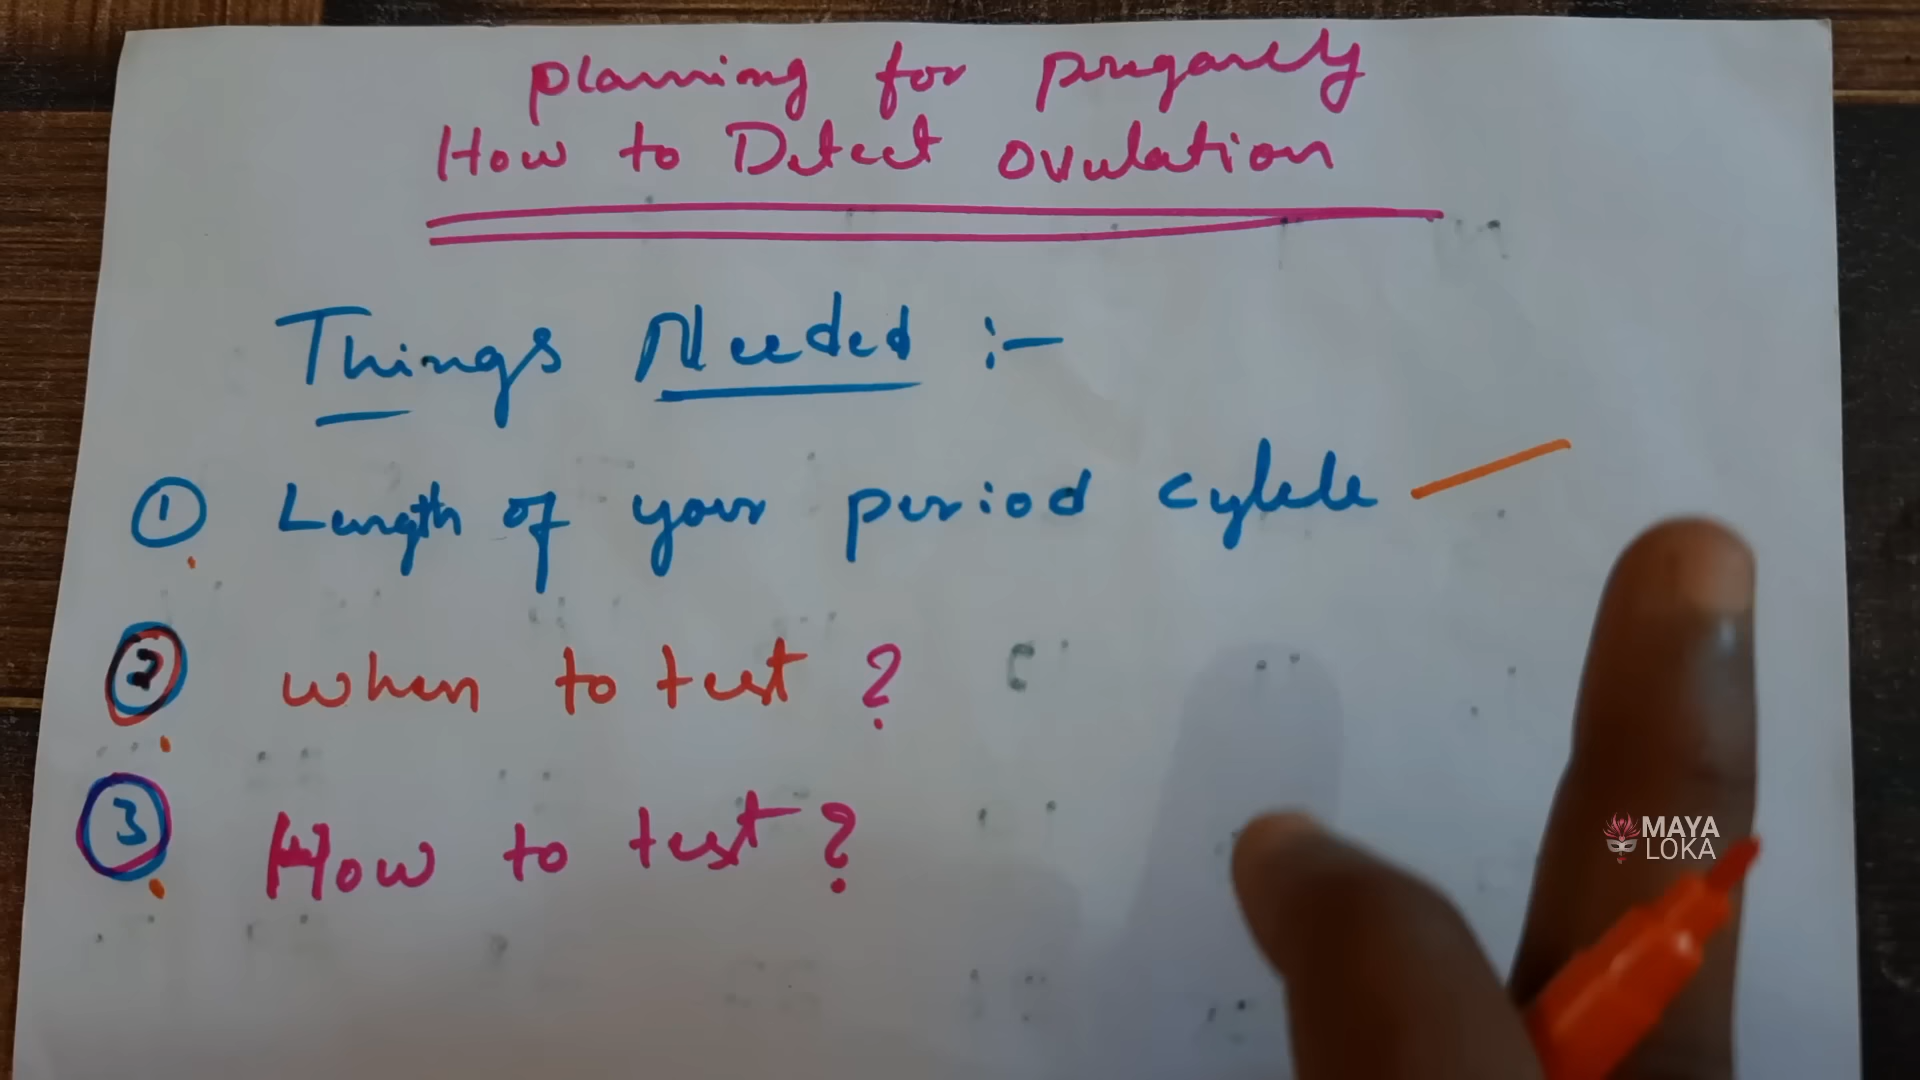 planning for pregancy
How to Detect ovulation
Things Needed :-
① Length of your period cylcle
② when to test ?
③ How to test ?
MAYA
LOKA